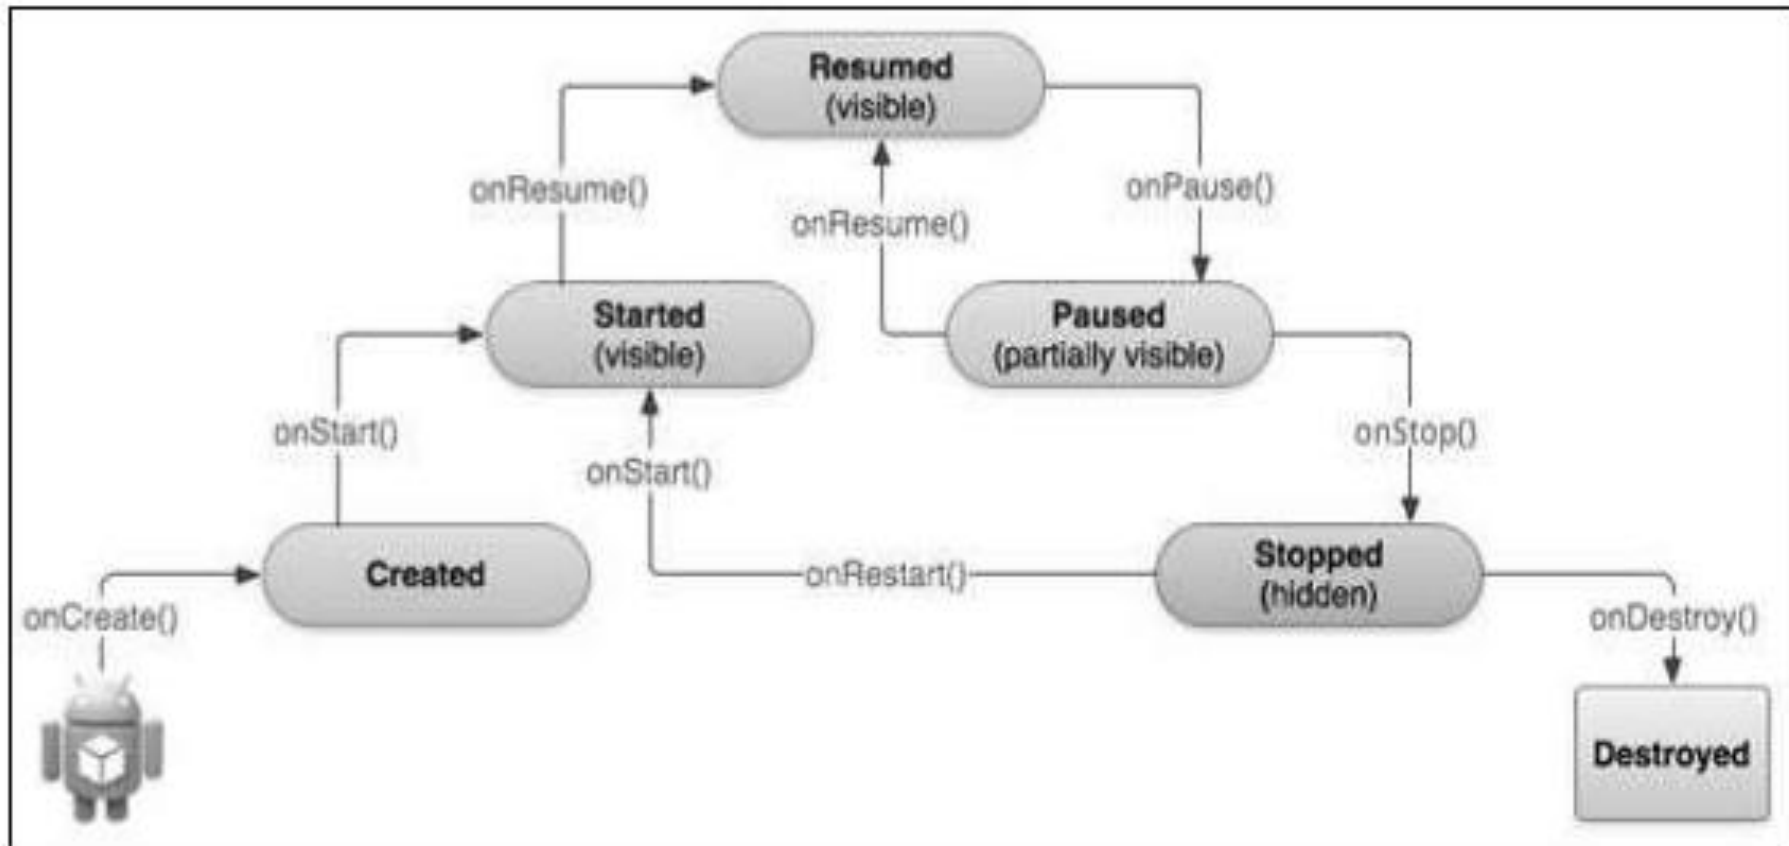 Resumed
(visible)
onResume()
onPause()
onResume()
Started
(visible)
Paused
(partially visible)
onStart()
onStart()
onStop()
Created
onRestart()
Stopped
(hidden)
onCreate()
onDestroy()
Destroyed